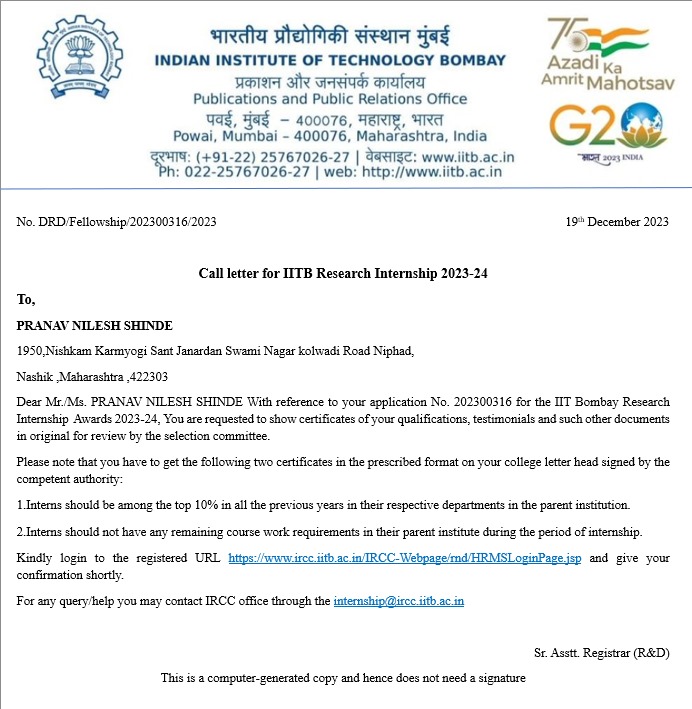 भारतीय प्रौद्योगिकी संस्थान मुंबई
INDIAN INSTITUTE OF TECHNOLOGY BOMBAY
प्रकाशन और जनसंपर्क कार्यालय
Publications and Public Relations Office
पवई, मुंबई – 400076, महाराष्ट्र, भारत
Powai, Mumbai – 400076, Maharashtra, India
दूरभाष: (+91-22) 25767026-27 | वेबसाइट: www.iitb.ac.in
Ph: 022-25767026-27 | web: http://www.iitb.ac.in
75
Azadi Ka
Amrit Mahotsav
G20
भारत 2023 INDIA
No. DRD/Fellowship/202300316/2023
19th December 2023
Call letter for IITB Research Internship 2023-24
To,
PRANAV NILESH SHINDE
1950,Nishkam Karmyogi Sant Janardan Swami Nagar kolwadi Road Niphad,
Nashik ,Maharashtra ,422303
Dear Mr./Ms. PRANAV NILESH SHINDE With reference to your application No. 202300316 for the IIT Bombay Research
Internship Awards 2023-24, You are requested to show certificates of your qualifications, testimonials and such other documents
in original for review by the selection committee.
Please note that you have to get the following two certificates in the prescribed format on your college letter head signed by the
competent authority:
1.Interns should be among the top 10% in all the previous years in their respective departments in the parent institution.
2.Interns should not have any remaining course work requirements in their parent institute during the period of internship.
Kindly login to the registered URL https://www.ircc.iitb.ac.in/IRCC-Webpage/rnd/HRMSLoginPage.jsp and give your
confirmation shortly.
For any query/help you may contact IRCC office through the internship@ircc.iitb.ac.in
Sr. Asstt. Registrar (R&D)
This is a computer-generated copy and hence does not need a signature